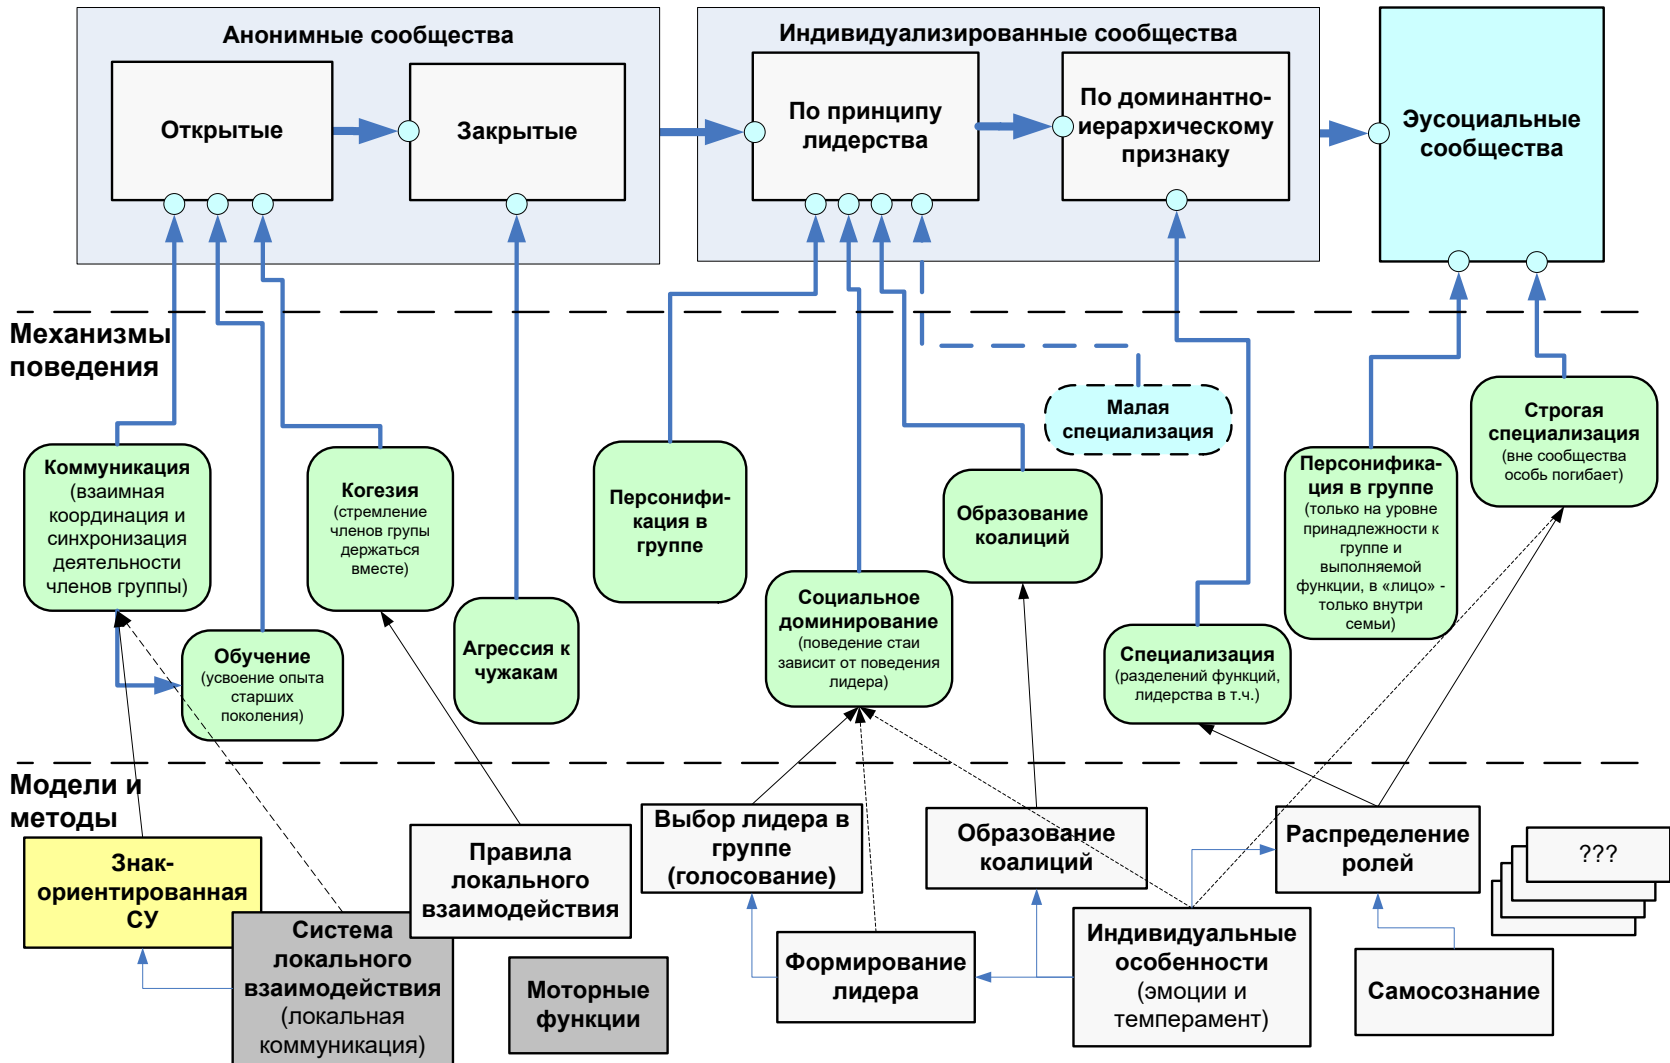 Анонимные сообщества
Открытые
Закрытые
Индивидуализированные сообщества
По принципу
лидерства
По доминантно-
иерархическому
признаку
Эусоциальные
сообщества
Механизмы
поведения
Коммуникация
(взаимная
координация и
синхронизация
деятельности
членов группы)
Обучение
(усвоение опыта
старших
поколения)
Когезия
(стремление
членов групы
держаться
вместе)
Агрессия к
чужакам
Персонифи-
кация в
группе
Социальное
доминирование
(поведение стаи
зависит от поведения
лидера)
Образование
коалиций
Малая
специализация
Специализация
(разделений функций,
лидерства в т.ч.)
Персонифика-
ция в группе
(только на уровне
принадлежности к
группе и
выполняемой
функции, в «лицо» -
только внутри
семьи)
Строгая
специализация
(вне сообщества
особь погибает)
Модели и
методы
Знак-
ориентированная
СУ
Система
локального
взаимодействия
(локальная
коммуникация)
Правила
локального
взаимодействия
Моторные
функции
Выбор лидера в
группе
(голосование)
Формирование
лидера
Образование
коалиций
Индивидуальные
особенности
(эмоции и
темперамент)
Распределение
ролей
Самосознание
???